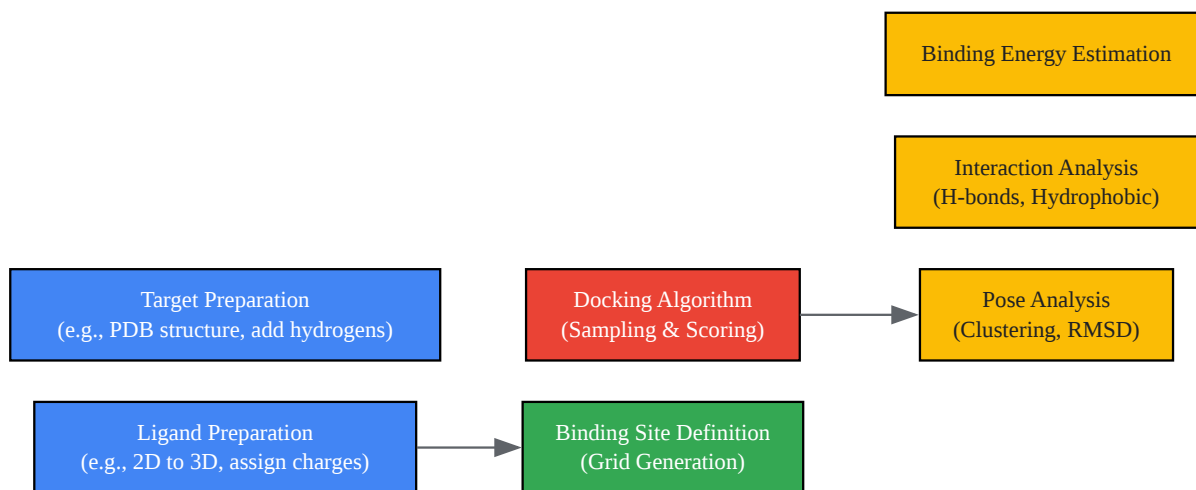 Binding Energy Estimation
Interaction Analysis
(H-bonds, Hydrophobic)
Target Preparation
(e.g., PDB structure, add hydrogens)
Docking Algorithm
(Sampling & Scoring)
Pose Analysis
(Clustering, RMSD)
Ligand Preparation
(e.g., 2D to 3D, assign charges)
Binding Site Definition
(Grid Generation)